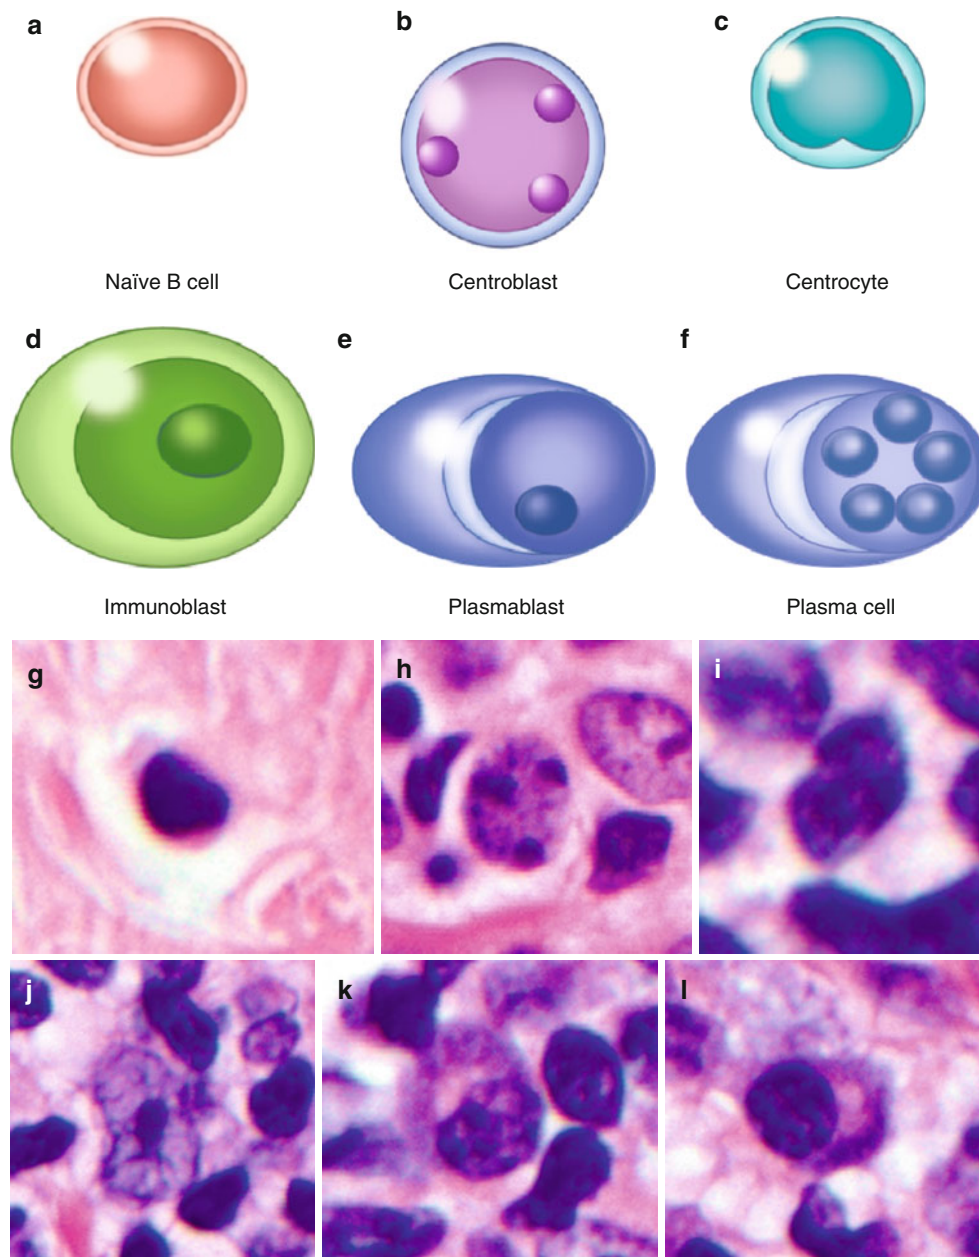 a
b
c
Naïve B cell
Centroblast
Centrocyte
d
e
f
Immunoblast
Plasmablast
Plasma cell
g
h
i
j
k
l